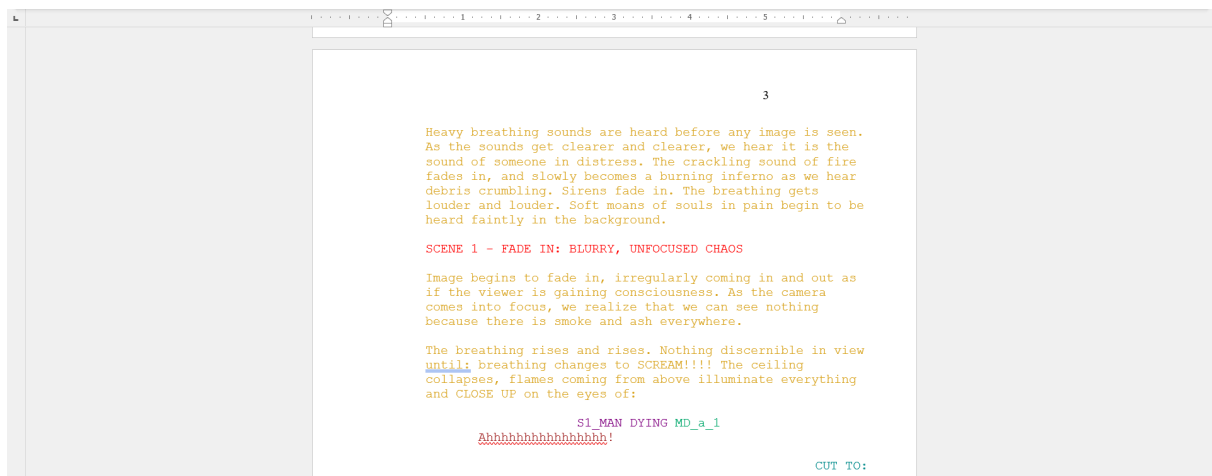 1 2 3 4 5
3
Heavy breathing sounds are heard before any image is seen.
As the sounds get clearer and clearer, we hear it is the
sound of someone in distress. The crackling sound of fire
fades in, and slowly becomes a burning inferno as we hear
debris crumbling. Sirens fade in. The breathing gets
louder and louder. Soft moans of souls in pain begin to be
heard faintly in the background.
SCENE 1 – FADE IN: BLURRY, UNFOCUSED CHAOS
Image begins to fade in, irregularly coming in and out as
if the viewer is gaining consciousness. As the camera
comes into focus, we realize that we can see nothing
because there is smoke and ash everywhere.
The breathing rises and rises. Nothing discernible in view
until: breathing changes to SCREAM!!!! The ceiling
collapses, flames coming from above illuminate everything
and CLOSE UP on the eyes of:
S1_MAN DYING MD_a_1
Ahhhhhhhhhhhhhhhh!
CUT TO: